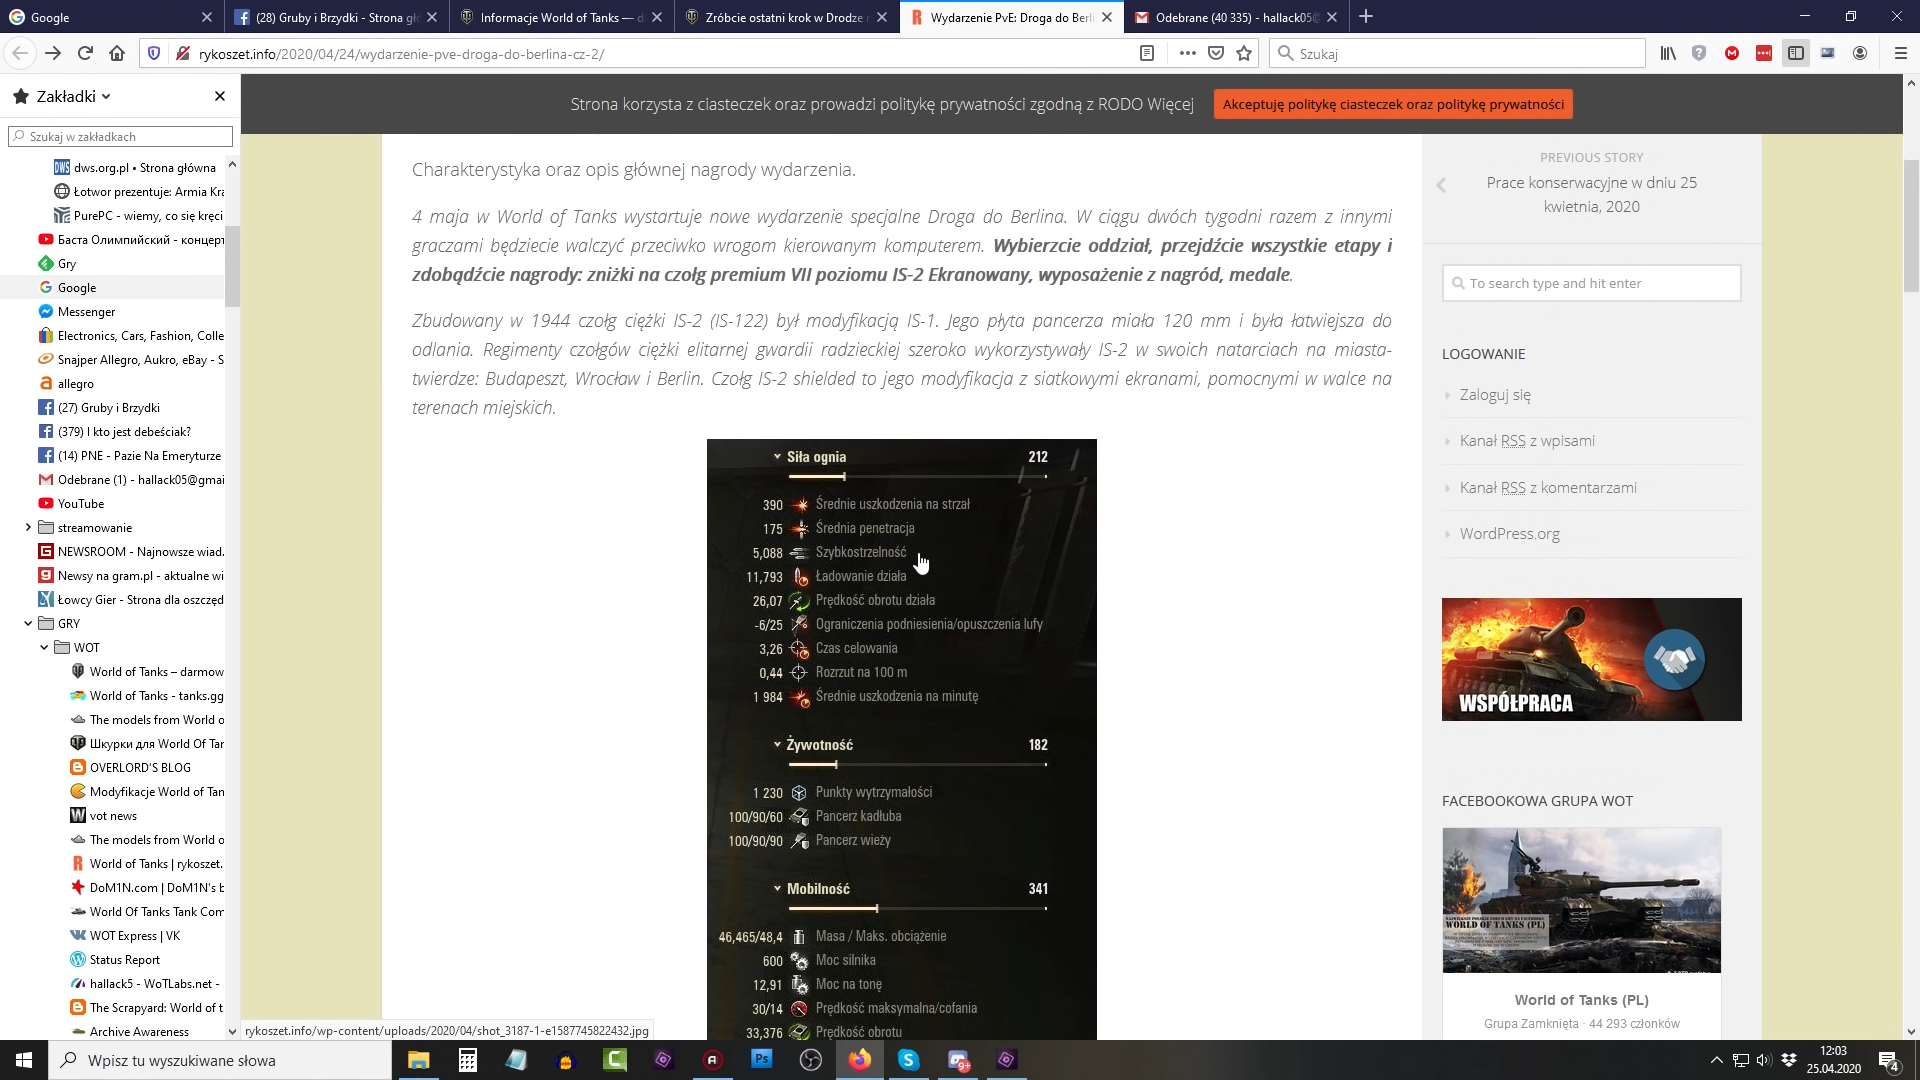 Google
(28) Gruby i Brzydki - Strona gł
Informacje World of Tanks — d
Zróbcie ostatni krok w Drodze
Wydarzenie PvE: Droga do Berli
Odebrane (40 335) - hallack05@
rykoszet.info/2020/04/24/wydarzenie-pve-droga-do-berlina-cz-2/
Szukaj
Zakładki
Szukaj w zakładkach
dws.org.pl • Strona główna
Łotwor prezentuje: Armia Kra
PurePC - wiemy, co się kręci
Баста Олимпийский - концерт
Gry
Google
Messenger
Electronics, Cars, Fashion, Colle
Snajper Allegro, Aukro, eBay - S
allegro
(27) Gruby i Brzydki
(379) I kto jest debeściak?
(14) PNE - Pazie Na Emeryturze
Odebrane (1) - hallack05@gmai
YouTube
streamowanie
NEWSROOM - Najnowsze wiad.
Newsy na gram.pl - aktualne wi
Łowcy Gier - Strona dla oszczęd
GRY
WOT
World of Tanks – darmow
World of Tanks - tanks.gg
The models from World o
Шкурки для World Of Tan
OVERLORD'S BLOG
Modyfikacje World of Tan
vot news
The models from World o
World of Tanks | rykoszet.
DoM1N.com | DoM1N's b
World Of Tanks Tank Com
WOT Express | VK
Status Report
hallack5 - WoTLabs.net -
The Scrapyard: World of t
Archive Awareness
Strona korzysta z ciasteczek oraz prowadzi politykę prywatności zgodną z RODO Więcej
Akceptuję politykę ciasteczek oraz politykę prywatności
Charakterystyka oraz opis głównej nagrody wydarzenia.
4 maja w World of Tanks wystartuje nowe wydarzenie specjalne Droga do Berlina. W ciągu dwóch tygodni razem z innymi
graczami będziecie walczyć przeciwko wrogom kierowanym komputerem. Wybierzcie oddział, przejdźcie wszystkie etapy i
zdobądźcie nagrody: zniżki na czołg premium VII poziomu IS-2 Ekranowany, wyposażenie z nagród, medale.
Zbudowany w 1944 czołg ciężki IS-2 (IS-122) był modyfikacją IS-1. Jego płyta pancerza miała 120 mm i była łatwiejsza do
odlania. Regimenty czołgów ciężki elitarnej gwardii radzieckiej szeroko wykorzystywały IS-2 w swoich natarciach na miasta-
twierdze: Budapeszt, Wrocław i Berlin. Czołg IS-2 shielded to jego modyfikacja z siatkowymi ekranami, pomocnymi w walce na
terenach miejskich.
Siła ognia 212
390 Średnie uszkodzenia na strzał
175 Średnia penetracja
5,088 Szybkostrzelność
11,793 Ładowanie działa
26,07 Prędkość obrotu działa
-6/25 Ograniczenia podniesienia/opuszczenia lufy
3,26 Czas celowania
0,44 Rozrzut na 100 m
1 984 Średnie uszkodzenia na minutę
Żywotność 182
1 230 Punkty wytrzymałości
100/90/60 Pancerz kadłuba
100/90/90 Pancerz wieży
Mobilność 341
46,465/48,4 Masa / Maks. obciążenie
600 Moc silnika
12,91 Moc na tonę
30/14 Prędkość maksymalna/cofania
33,376 Prędkość obrotu
PREVIOUS STORY
Prace konserwacyjne w dniu 25
kwietnia, 2020
To search type and hit enter
LOGOWANIE
Zaloguj się
Kanał RSS z wpisami
Kanał RSS z komentarzami
WordPress.org
WSPÓŁPRACA
FACEBOOKOWA GRUPA WOT
WORLD OF TANKS (PL)
World of Tanks (PL)
Grupa Zamknięta · 44 293 członków
rykoszet.info/wp-content/uploads/2020/04/shot_3187-1-e1587745822432.jpg
Wpisz tu wyszukiwane słowa
Ps
9+
12:03
25.04.2020
4